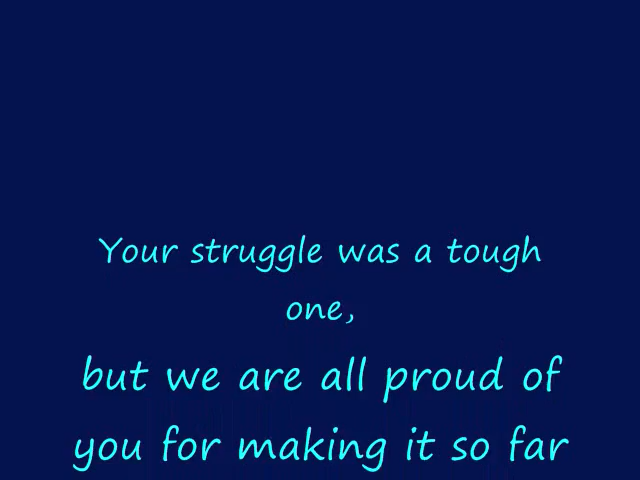 Your struggle was a tough
one,
but we are all proud of
you for making it so far